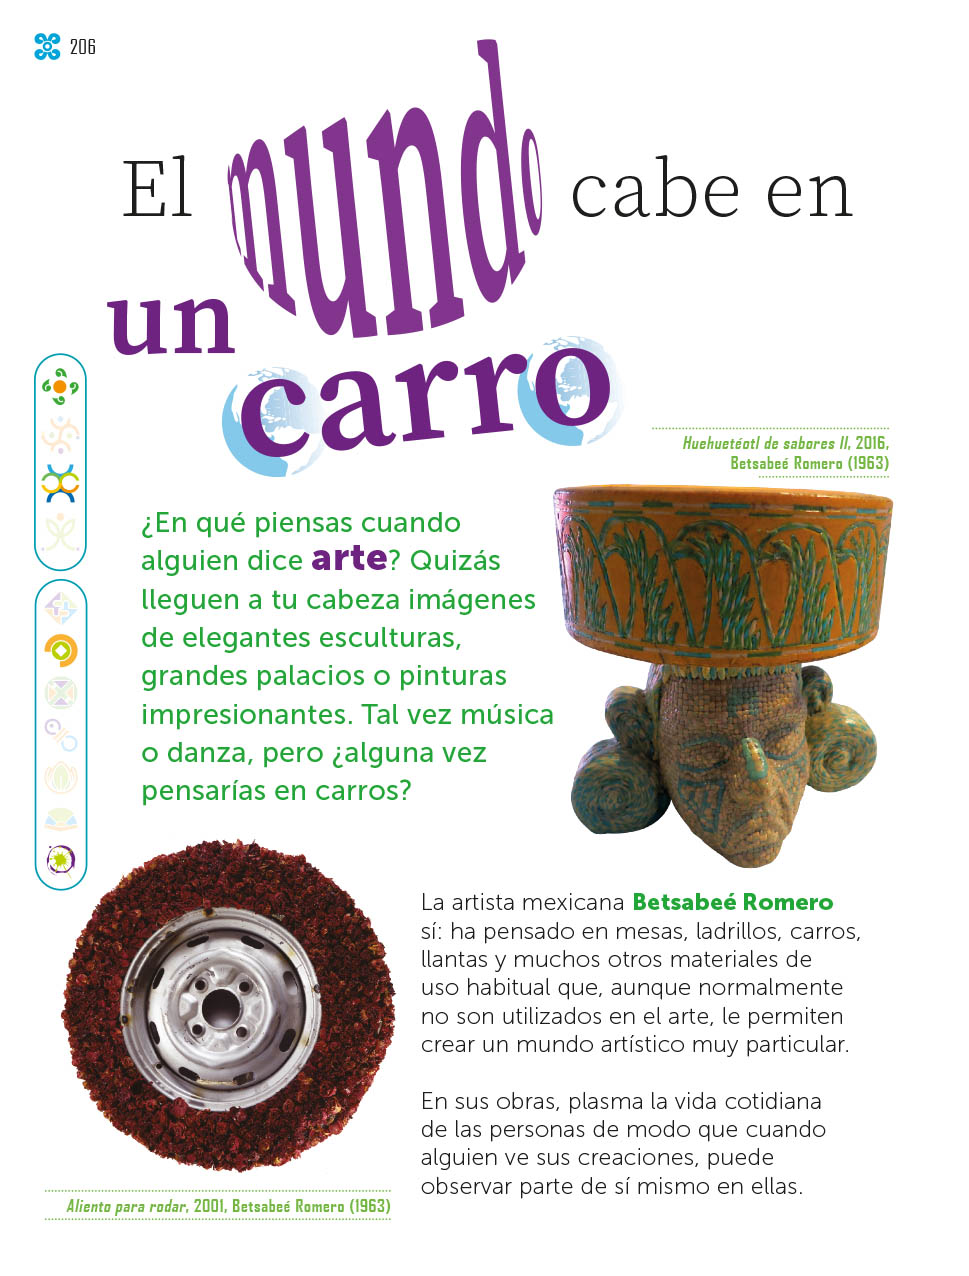 206
El mundo cabe en
un
carro
Huehuetéotl de sabores II, 2016,
Betsabeé Romero (1963)
¿En qué piensas cuando
alguien dice arte? Quizás
lleguen a tu cabeza imágenes
de elegantes esculturas,
grandes palacios o pinturas
impresionantes. Tal vez música
o danza, pero ¿alguna vez
pensarías en carros?
La artista mexicana Betsabeé Romero
sí: ha pensado en mesas, ladrillos, carros,
llantas y muchos otros materiales de
uso habitual que, aunque normalmente
no son utilizados en el arte, le permiten
crear un mundo artístico muy particular.
En sus obras, plasma la vida cotidiana
de las personas de modo que cuando
alguien ve sus creaciones, puede
observar parte de sí mismo en ellas.
Aliento para rodar, 2001, Betsabeé Romero (1963)